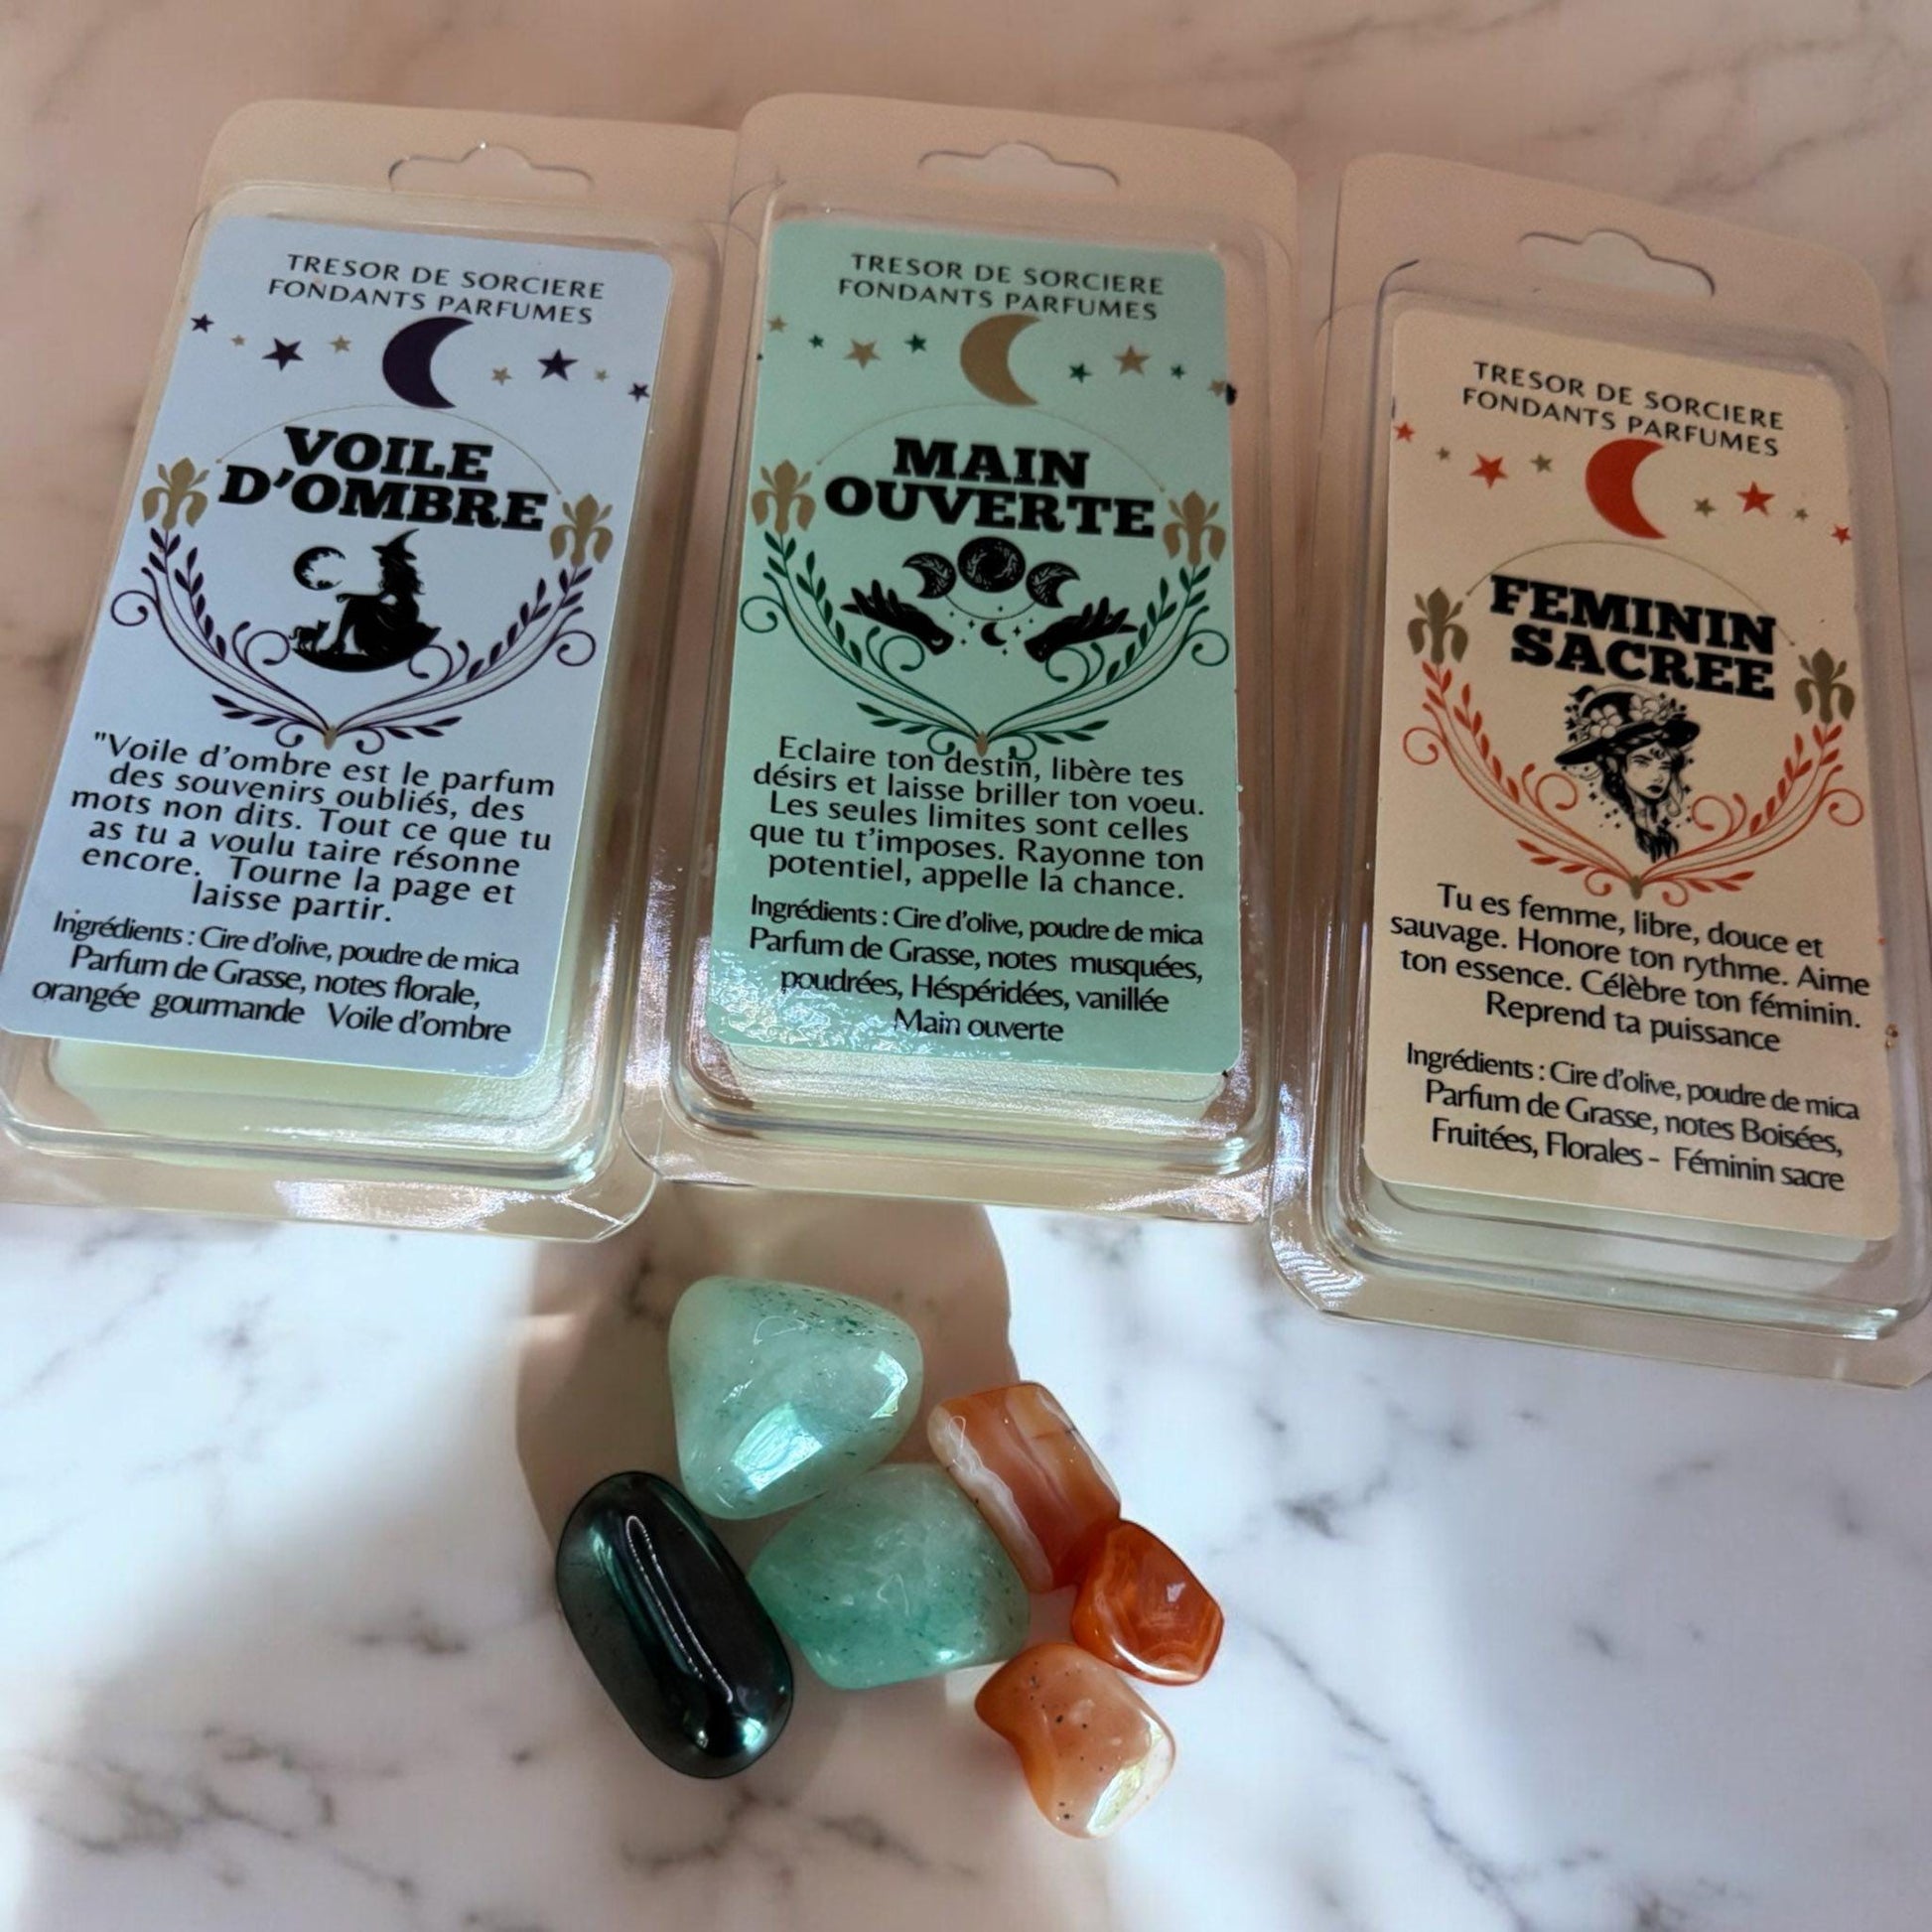 TRESOR DE SORCIERE
FONDANTS PARFUMES
VOILE
D'OMBRE
"Voile d'ombre est le parfum
des souvenirs oubliés, des
mots non dits. Tout ce que tu
as tu a voulu taire résonne
encore. Tourne la page et
laisse partir.
Ingrédients : Cire d'olive, poudre de mica
Parfum de Grasse, notes florale,
orangée gourmande Voile d'ombre
TRESOR DE SORCIERE
FONDANTS PARFUMES
MAIN
OUVERTE
Eclaire ton destin, libère tes
désirs et laisse briller ton voeu.
Les seules limites sont celles
que tu t'imposes. Rayonne ton
potentiel, appelle la chance.
Ingrédients : Cire d'olive, poudre de mica
Parfum de Grasse, notes musquées,
poudrées, Héspéridées, vanillée
Main ouverte
TRESOR DE SORCIERE
FONDANTS PARFUMES
FEMININ
SACREE
Tu es femme, libre, douce et
sauvage. Honore ton rythme. Aime
ton essence. Célèbre ton féminin.
Reprend ta puissance
Ingrédients : Cire d'olive, poudre de mica
Parfum de Grasse, notes Boisées,
Fruitées, Florales - Féminin sacre